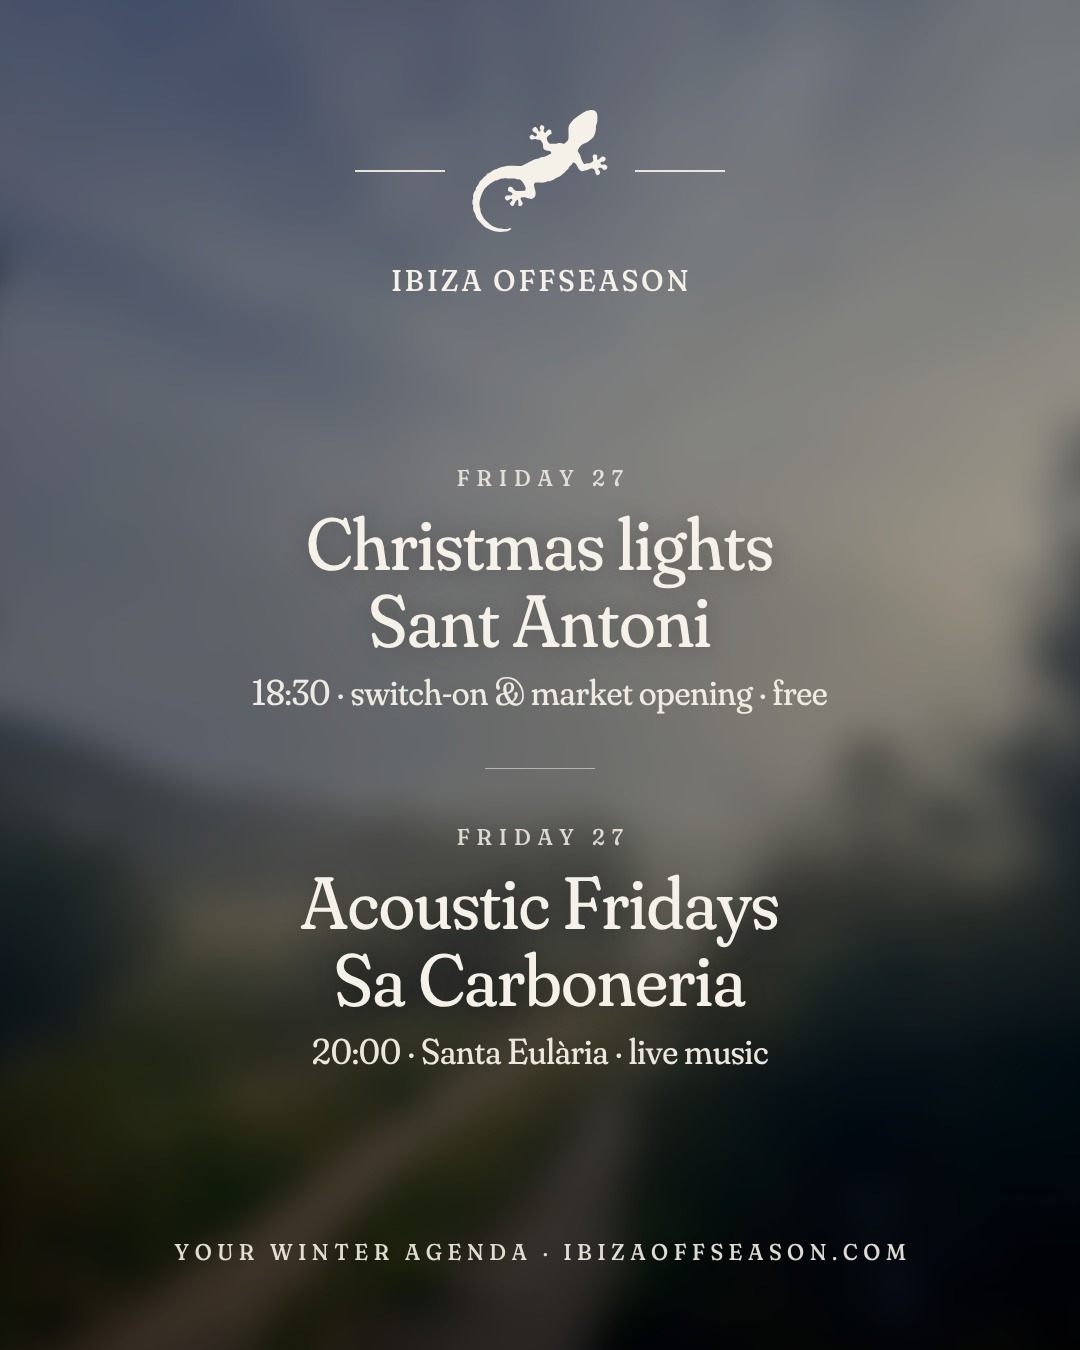 IBIZA OFFSEASON
FRIDAY 27
Christmas lights
Sant Antoni
18:30 · switch-on & market opening · free
FRIDAY 27
Acoustic Fridays
Sa Carboneria
20:00 · Santa Eulària · live music
YOUR WINTER AGENDA · IBIZAOFFSEASON.COM